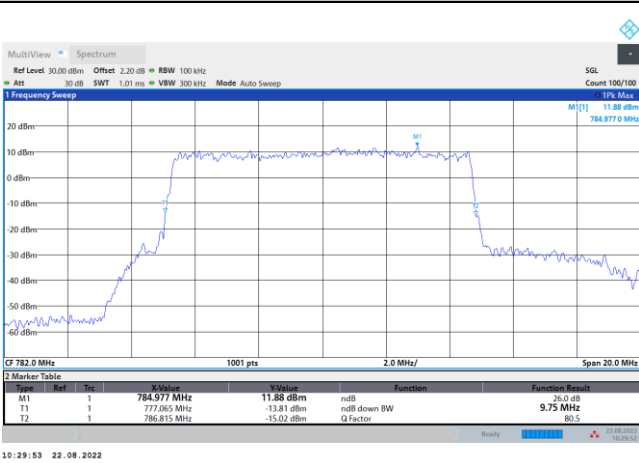 MultiView Spectrum
Ref Level 30.00 dBm Offset 2.20 dB RBW 100 kHz SGL
Att 30 dB SWT 1.01 ms VBW 300 kHz Mode Auto Sweep Count 100/100
1 Frequency Sweep 1Pk Max
M1[1] 11.88 dBm
784.977 0 MHz
20 dBm
M1
10 dBm
0 dBm
-10 dBm
T1
T2
-20 dBm
-30 dBm
-40 dBm
-50 dBm
-60 dBm
CF 782.0 MHz 1001 pts 2.0 MHz/ Span 20.0 MHz
2 Marker Table
Type Ref Trc X-Value Y-Value Function Function Result
M1 1 784.977 MHz 11.88 dBm ndB 26.0 dB
T1 1 777.065 MHz -13.81 dBm ndB down BW 9.75 MHz
T2 1 786.815 MHz -15.02 dBm Q Factor 80.5
Ready 22.08.2022
10:29:52
10:29:53 22.08.2022